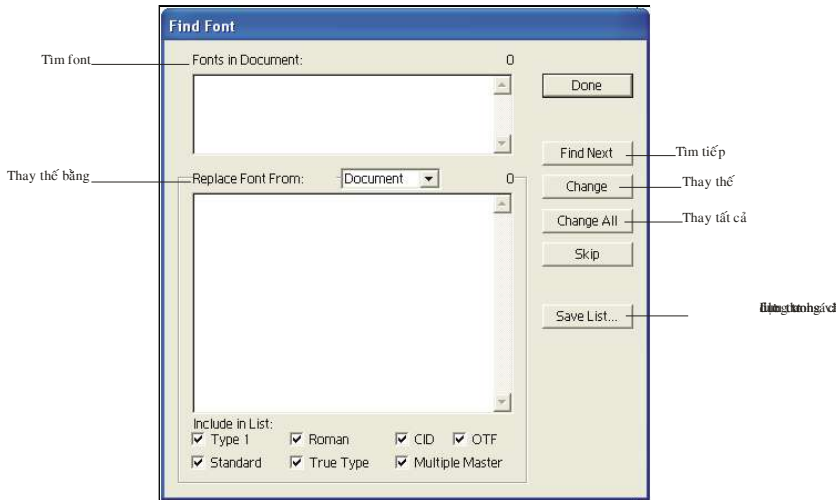 Find Font
Tìm font
Fonts in Document:
0
Done
Find Next
Tìm tiếp
Thay thế bằng
Replace Font From:
Document
0
Change
Thay thế
Change All
Thay tất cả
Skip
Save List...
Include in List:
Type 1
Roman
CID
OTF
Standard
True Type
Multiple Master